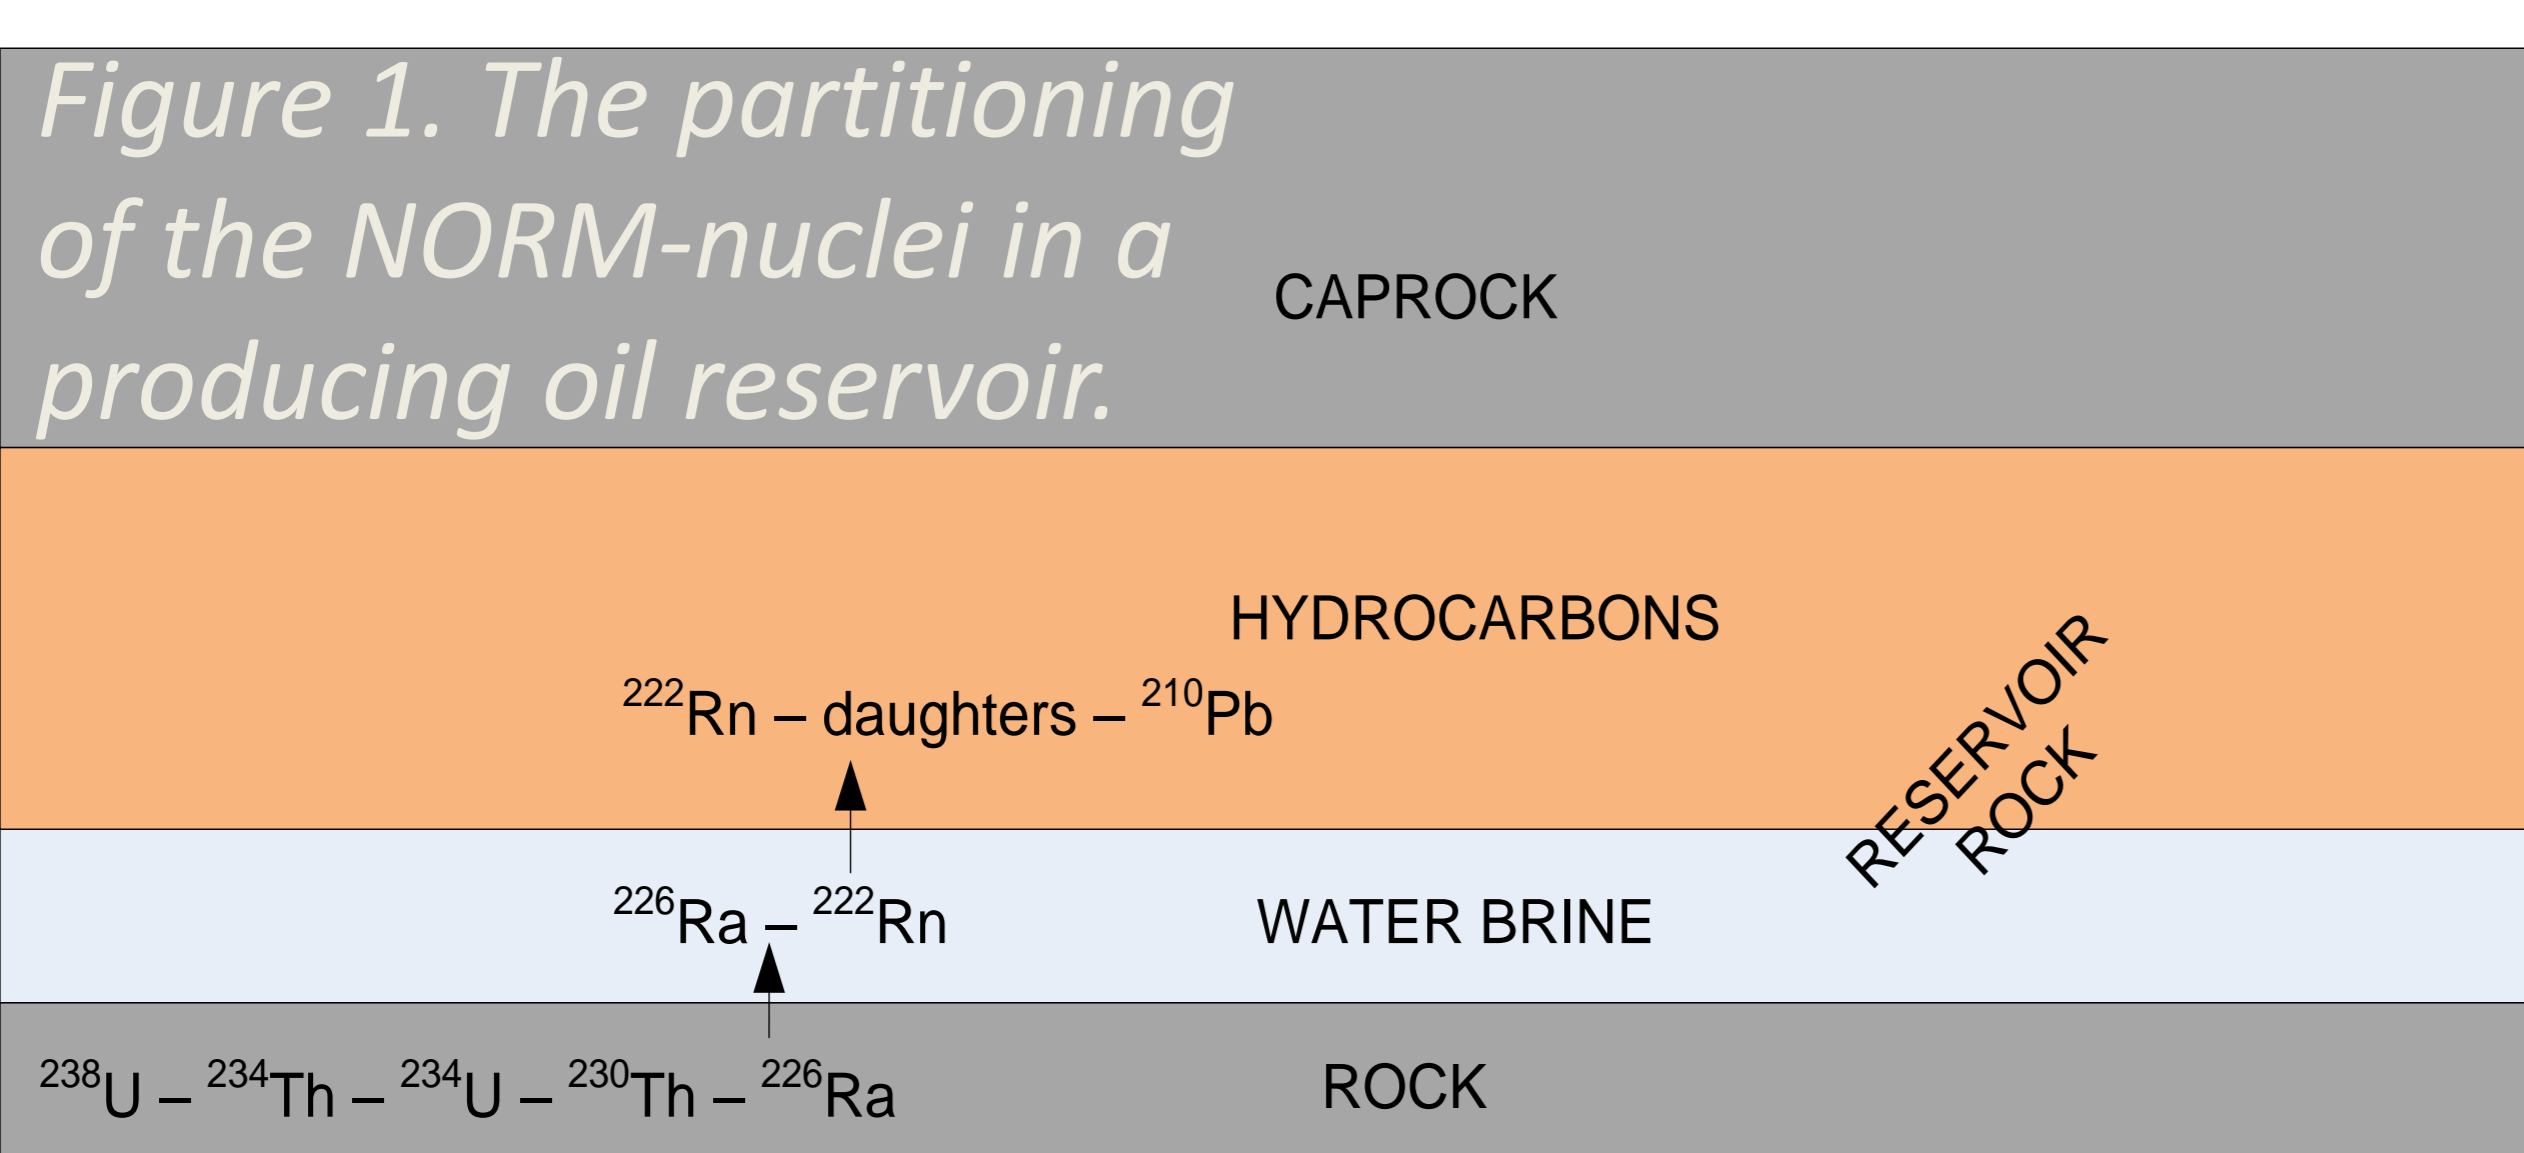 Figure 1. The partitioning
of the NORM-nuclei in a
producing oil reservoir.
CAPROCK
HYDROCARBONS
²²²Rn – daughters – ²¹⁰Pb
RESERVOIR
ROCK
²²⁶Ra – ²²²Rn
WATER BRINE
²³⁸U – ²³⁴Th – ²³⁴U – ²³⁰Th – ²²⁶Ra
ROCK